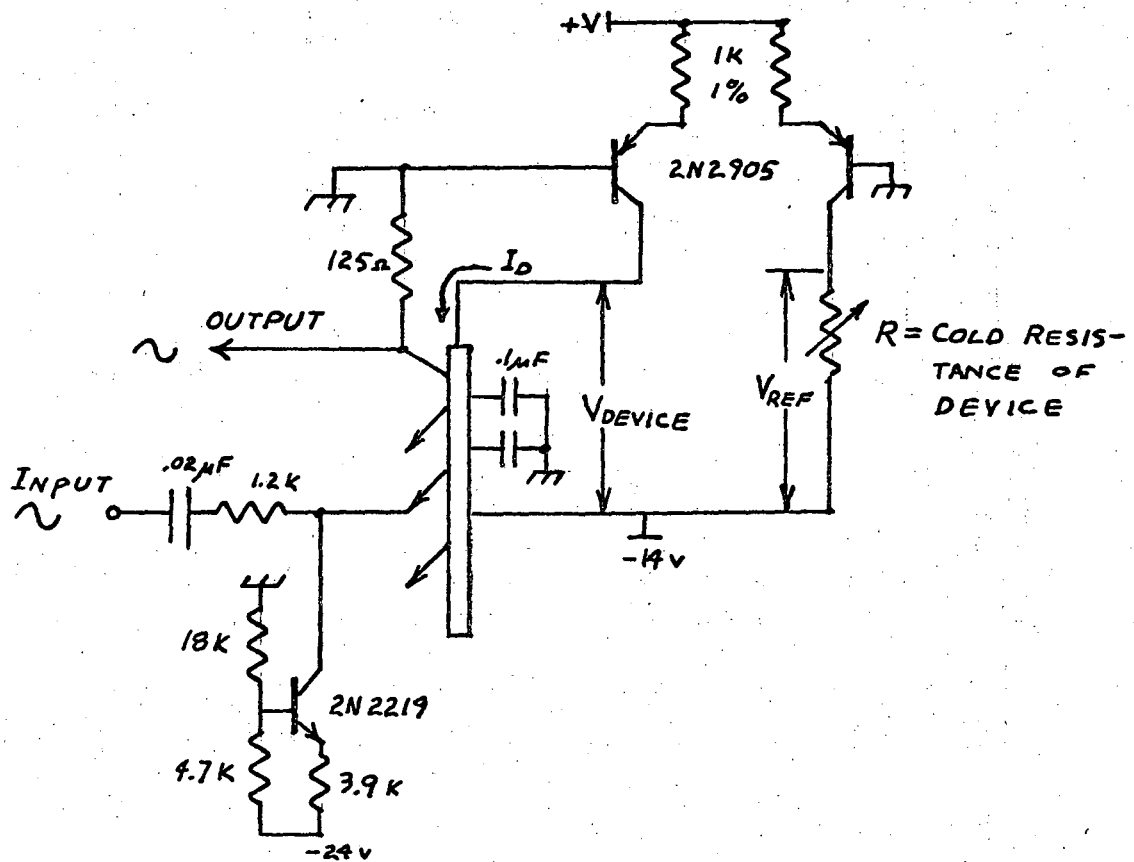 +V
1K
1%
2N2905
125Ω
I_D
OUTPUT
.1µF
V_DEVICE
V_REF
R = COLD RESIS-
TANCE OF
DEVICE
INPUT
.02µF
1.2K
-14v
18K
2N2219
4.7K
3.9K
-24v